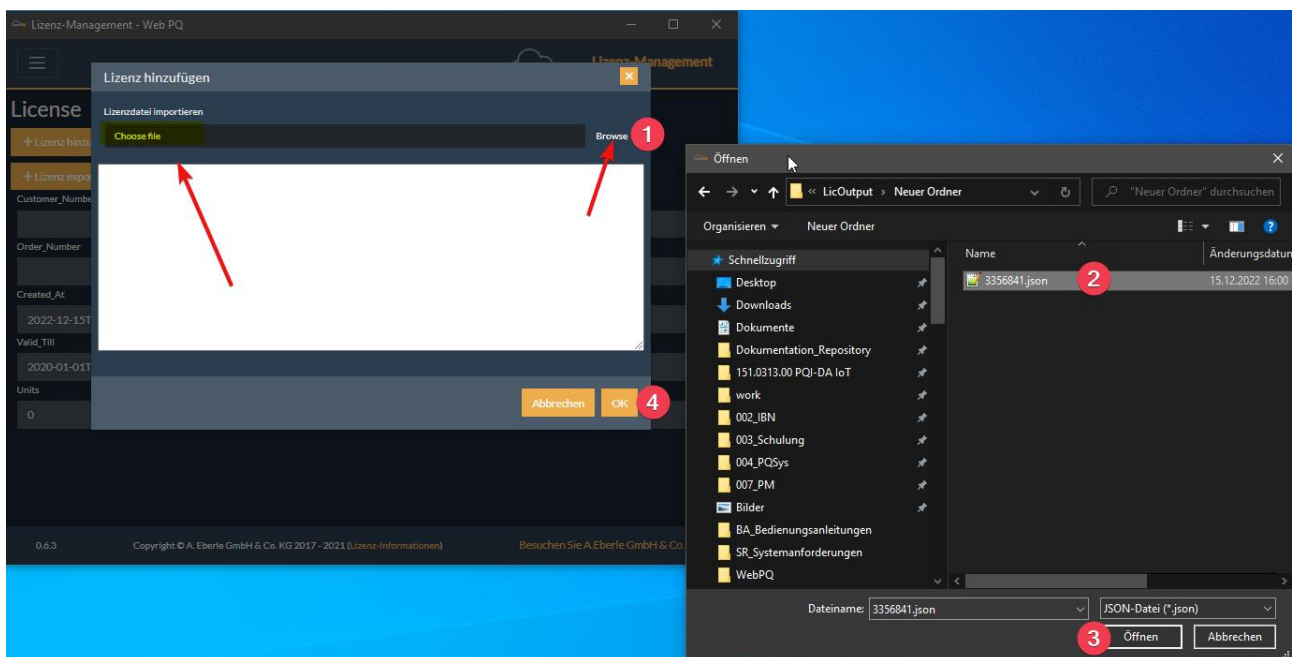 Lizenz-Management - Web PQ
Lizenz-Management
Lizenz hinzufügen
License
Lizenzdatei importieren
+ Lizenz hinzu
Choose file
Browse
1
+ Lizenz expo
Customer_Numbe
Order_Number
Created_At
2022-12-15T
Valid_Till
2020-01-01T
Units
0
Abbrechen
OK
4
0.6.3
Copyright © A. Eberle GmbH & Co. KG 2017 - 2021 (Lizenz-Informationen)
Besuchen Sie A.Eberle GmbH & Co.
Öffnen
« LicOutput › Neuer Ordner
"Neuer Ordner" durchsuchen
Organisieren
Neuer Ordner
Schnellzugriff
Name
Änderungsdatun
Desktop
3356841.json
2
15.12.2022 16:00
Downloads
Dokumente
Dokumentation_Repository
151.0313.00 PQI-DA IoT
work
002_IBN
003_Schulung
004_PQSys
007_PM
Bilder
BA_Bedienungsanleitungen
SR_Systemanforderungen
WebPQ
Dateiname:
3356841.json
JSON-Datei (*.json)
3
Öffnen
Abbrechen